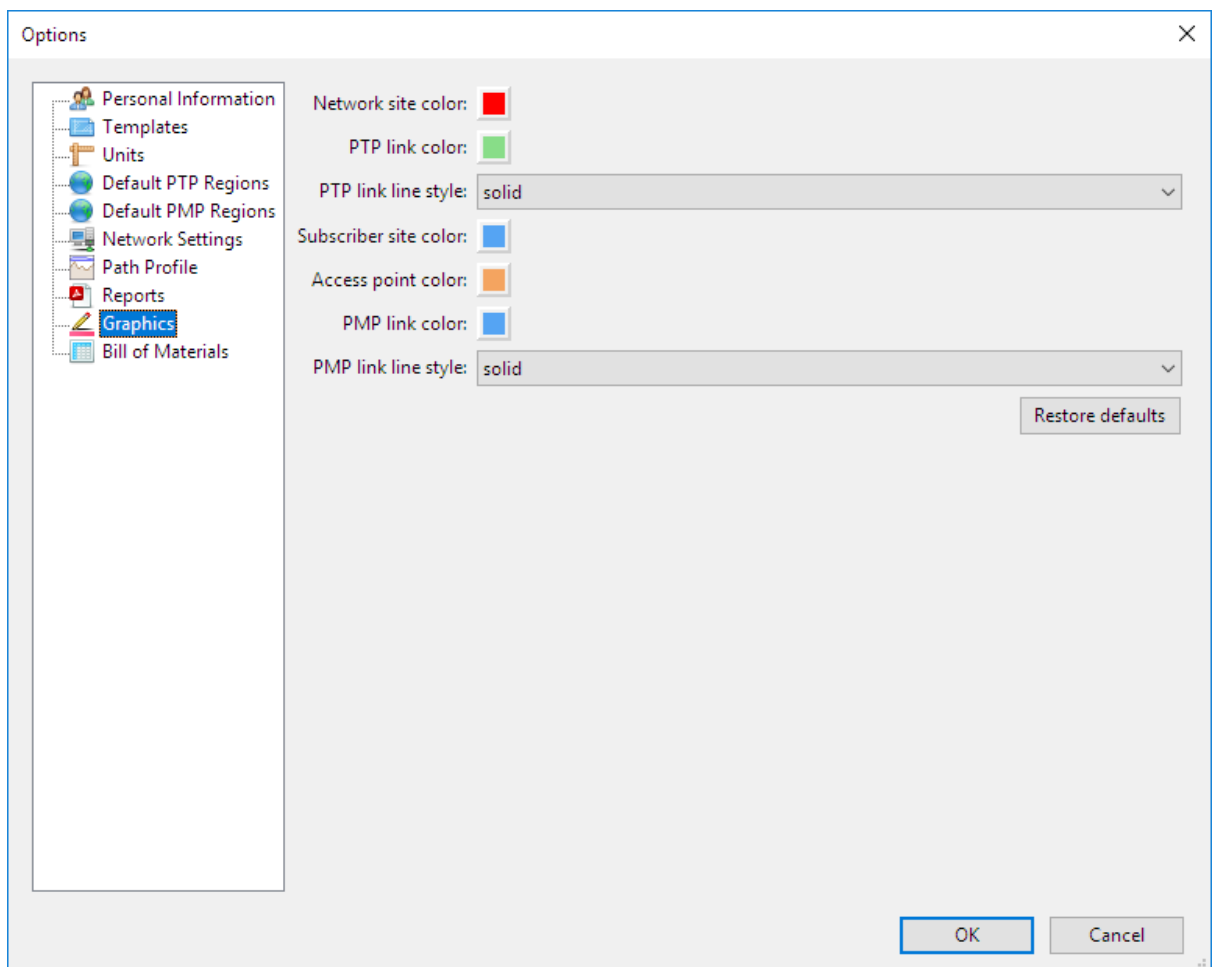 Options
Personal Information
Templates
Units
Default PTP Regions
Default PMP Regions
Network Settings
Path Profile
Reports
Graphics
Bill of Materials
Network site color:
PTP link color:
PTP link line style: solid
Subscriber site color:
Access point color:
PMP link color:
PMP link line style: solid
Restore defaults
OK Cancel